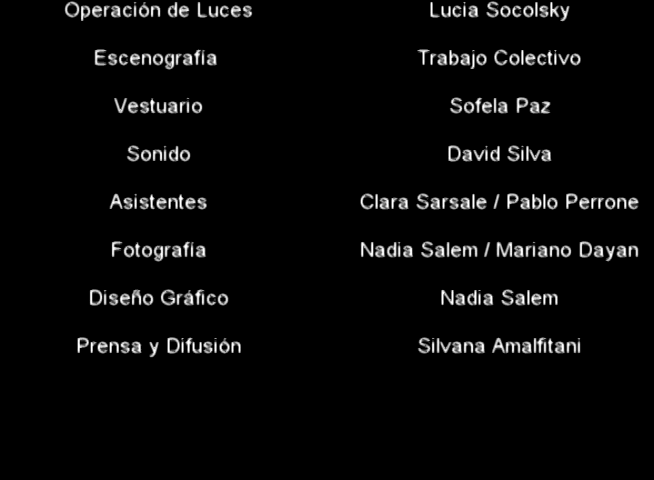 Operación de Luces Lucia Socolsky
Escenografía Trabajo Colectivo
Vestuario Sofela Paz
Sonido David Silva
Asistentes Clara Sarsale / Pablo Perrone
Fotografía Nadia Salem / Mariano Dayan
Diseño Gráfico Nadia Salem
Prensa y Difusión Silvana Amalfitani